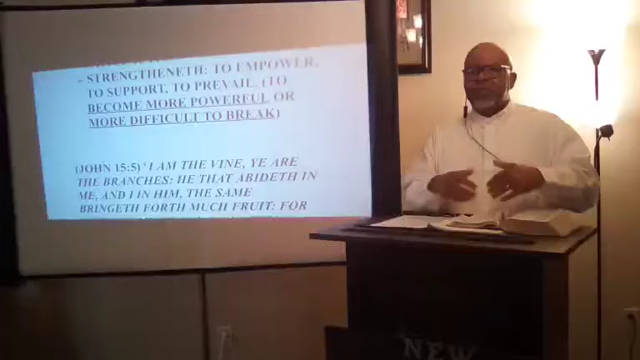 - STRENGTHENETH: TO EMPOWER,
TO SUPPORT, TO PREVAIL. (TO
BECOME MORE POWERFUL OR
MORE DIFFICULT TO BREAK)
(JOHN 15:5) 'I AM THE VINE, YE ARE
THE BRANCHES: HE THAT ABIDETH IN
ME, AND I IN HIM, THE SAME
BRINGETH FORTH MUCH FRUIT: FOR
NEW